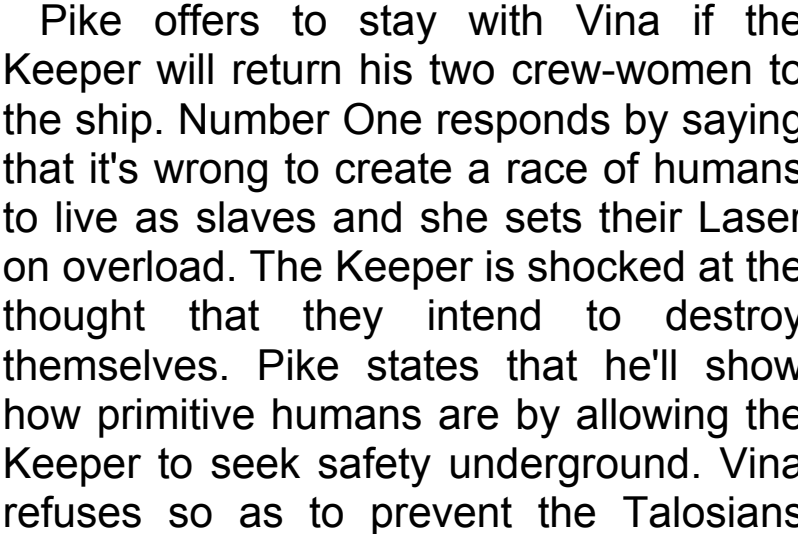 Pike offers to stay with Vina if the
Keeper will return his two crew-women to
the ship. Number One responds by saying
that it's wrong to create a race of humans
to live as slaves and she sets their Laser
on overload. The Keeper is shocked at the
thought that they intend to destroy
themselves. Pike states that he'll show
how primitive humans are by allowing the
Keeper to seek safety underground. Vina
refuses so as to prevent the Talosians